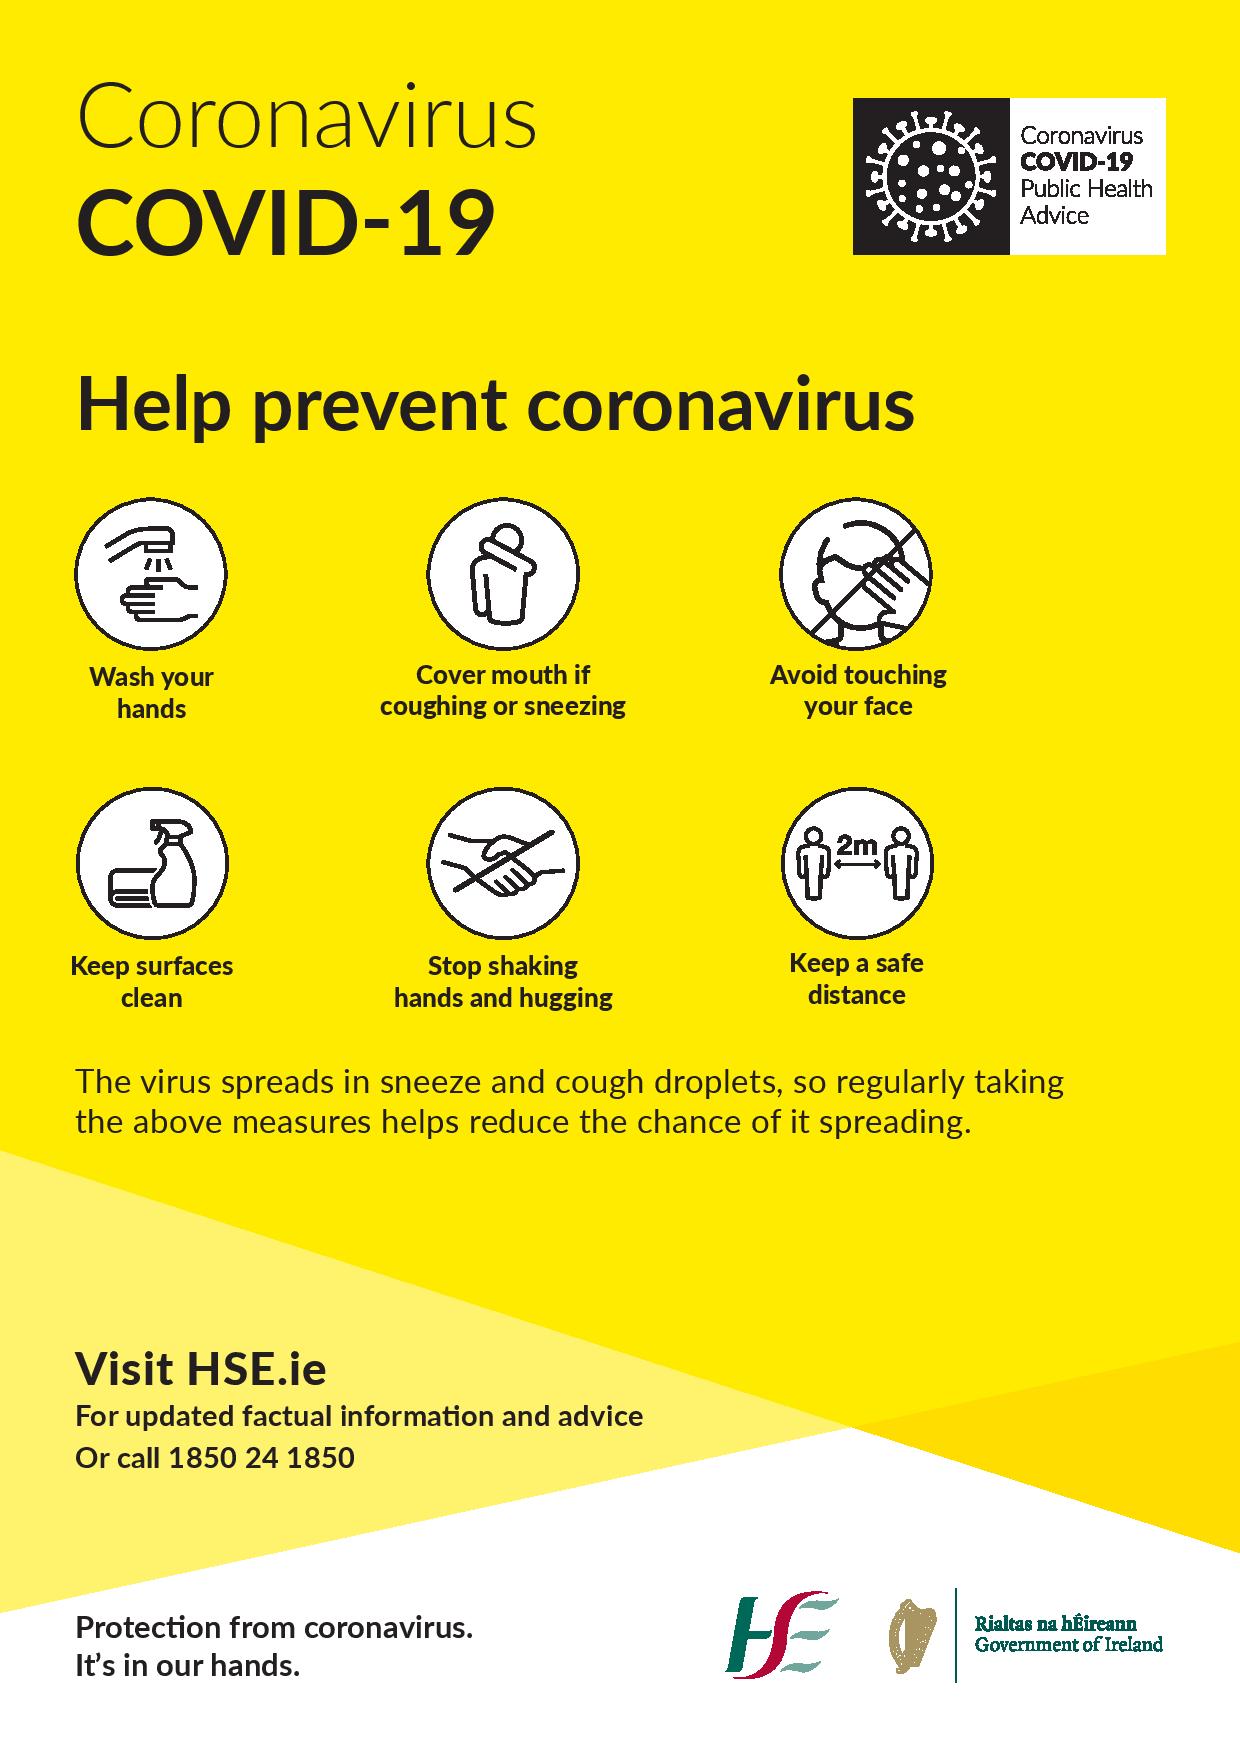 Coronavirus
COVID-19
Coronavirus
COVID-19
Public Health
Advice
Help prevent coronavirus
Wash your
hands
Cover mouth if
coughing or sneezing
Avoid touching
your face
2m
Keep surfaces
clean
Stop shaking
hands and hugging
Keep a safe
distance
The virus spreads in sneeze and cough droplets, so regularly taking
the above measures helps reduce the chance of it spreading.
Visit HSE.ie
For updated factual information and advice
Or call 1850 24 1850
Protection from coronavirus.
It's in our hands.
HSE
Rialtas na hÉireann
Government of Ireland